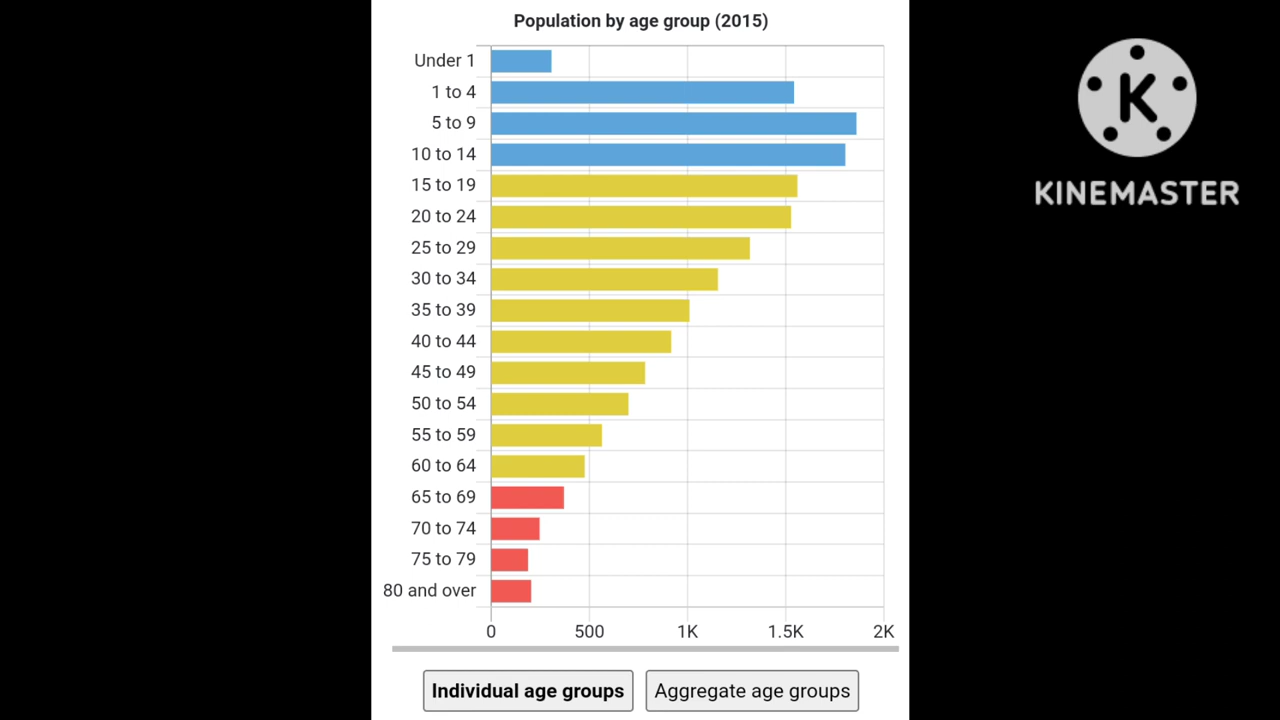 Population by age group (2015)
Under 1
1 to 4
5 to 9
10 to 14
15 to 19
20 to 24
25 to 29
30 to 34
35 to 39
40 to 44
45 to 49
50 to 54
55 to 59
60 to 64
65 to 69
70 to 74
75 to 79
80 and over
0 500 1K 1.5K 2K
Individual age groups Aggregate age groups
K
KINEMASTER